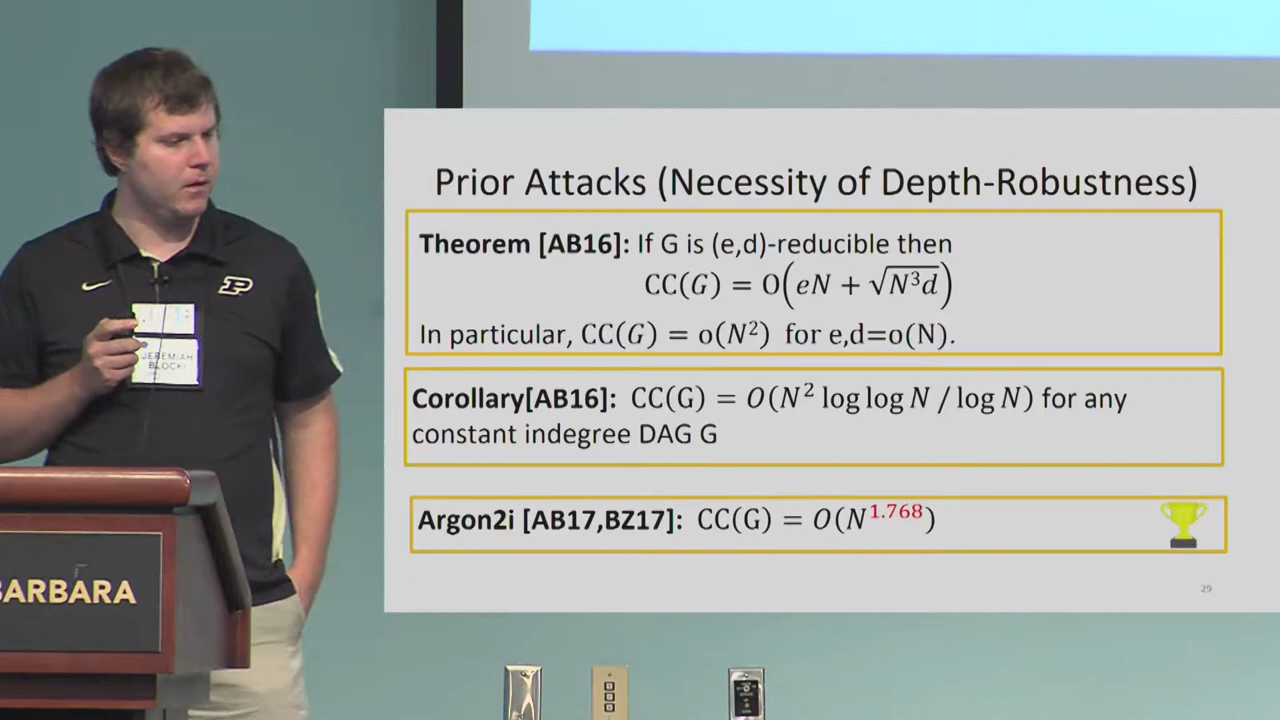 Prior Attacks (Necessity of Depth-Robustness)
Theorem [AB16]: If G is (e,d)-reducible then
CC(G) = O(eN + √N³d)
In particular, CC(G) = o(N²) for e,d=o(N).
Corollary[AB16]: CC(G) = O(N² log log N / log N) for any
constant indegree DAG G
Argon2i [AB17,BZ17]: CC(G) = O(N^1.768)
29
P
JEREMIAH
BLOCKI
BARBARA